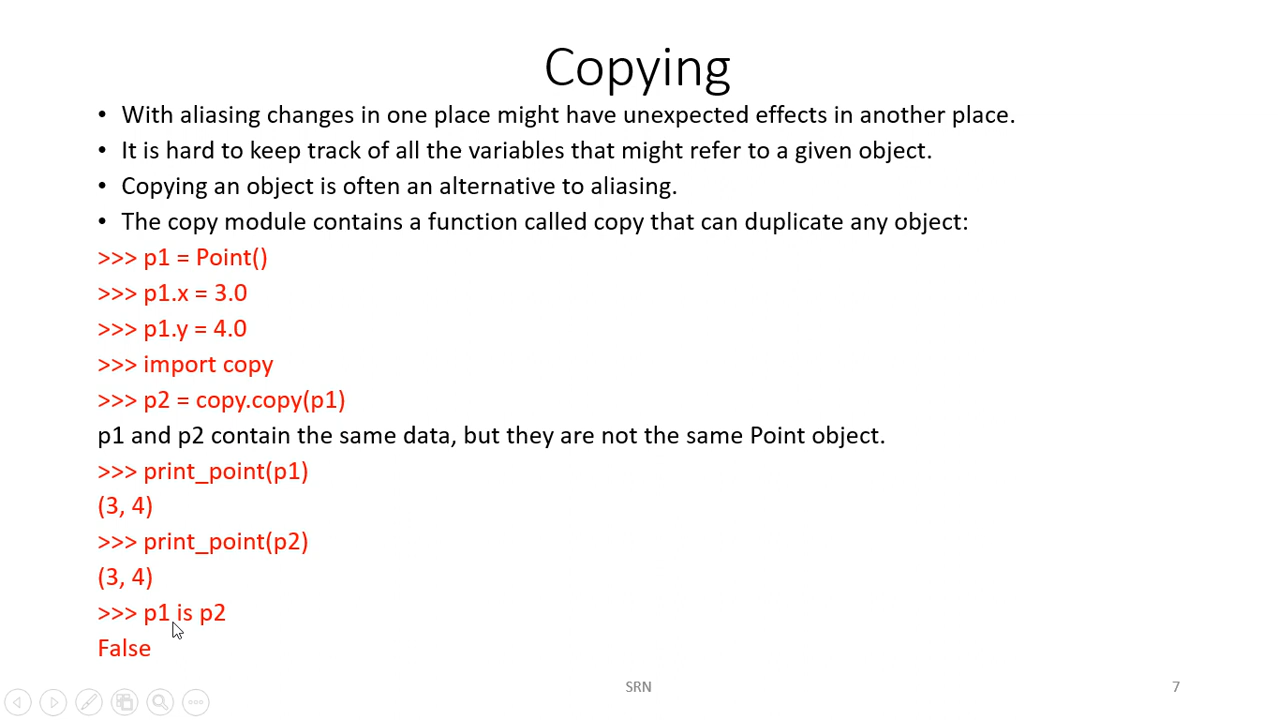 Copying
• With aliasing changes in one place might have unexpected effects in another place.
• It is hard to keep track of all the variables that might refer to a given object.
• Copying an object is often an alternative to aliasing.
• The copy module contains a function called copy that can duplicate any object:
>>> p1 = Point()
>>> p1.x = 3.0
>>> p1.y = 4.0
>>> import copy
>>> p2 = copy.copy(p1)
p1 and p2 contain the same data, but they are not the same Point object.
>>> print_point(p1)
(3, 4)
>>> print_point(p2)
(3, 4)
>>> p1 is p2
False
SRN
7